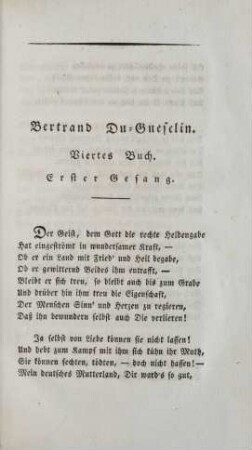 Bertrand Du-Gueselin.
Viertes Buch.
Erster Gesang.
Der Geist, dem Gott die rechte Heldengabe
Hat eingeströmt in wundersamer Kraft, —
Ob er ein Land mit Fried' und Heil begabe,
Ob er gewitternd Beides ihm entrafft, —
Bleibt er sich treu, so bleibt auch bis zum Grabe
Und drüber hin ihm treu die Eigenschaft,
Der Menschen Sinn' und Herzen zu regieren,
Daß ihn bewundern selbst auch Die verlieren!
Ja selbst von Liebe können sie nicht lassen!
Und hebt zum Kampf mit ihm sich kühn ihr Muth,
Sie können fechten, tödten, — doch nicht hassen! —
Mein deutsches Mutterland, Dir ward's so gut,